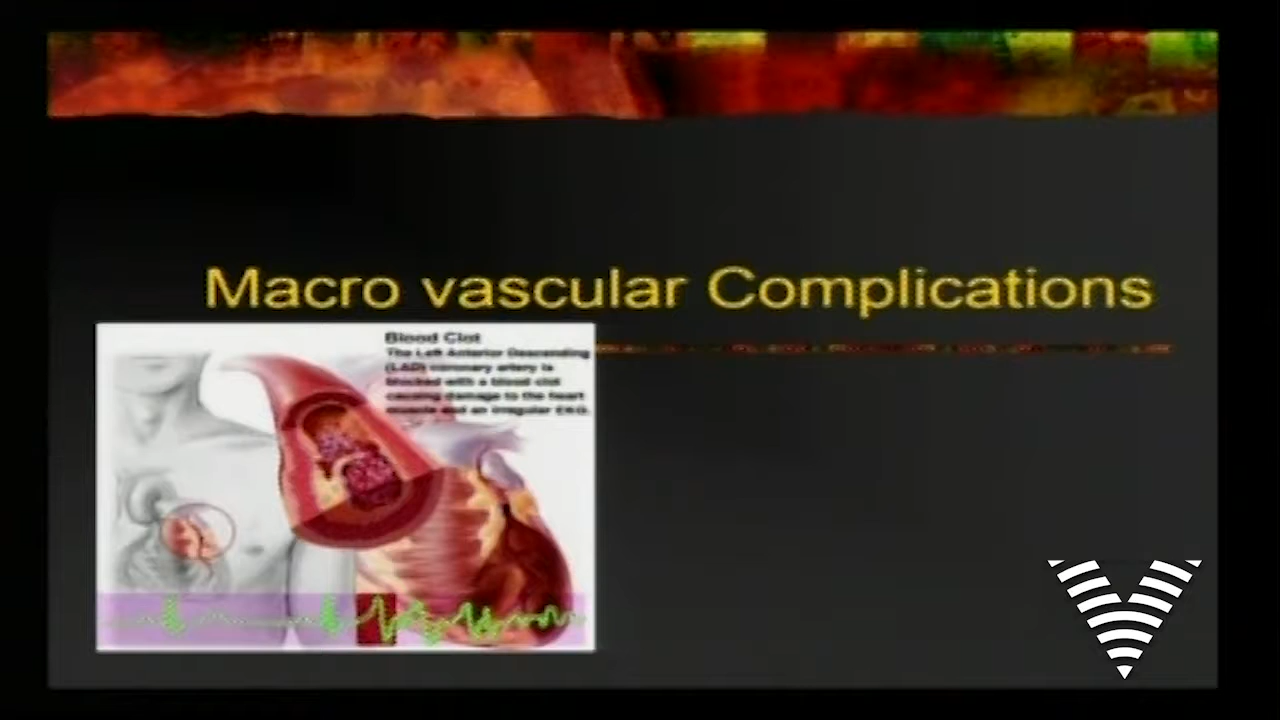 Macro vascular Complications
Blood Clot
The Left Anterior Descending
(LAD) coronary artery is
blocked with a blood clot
causing damage to the heart
muscle and an irregular EKG.